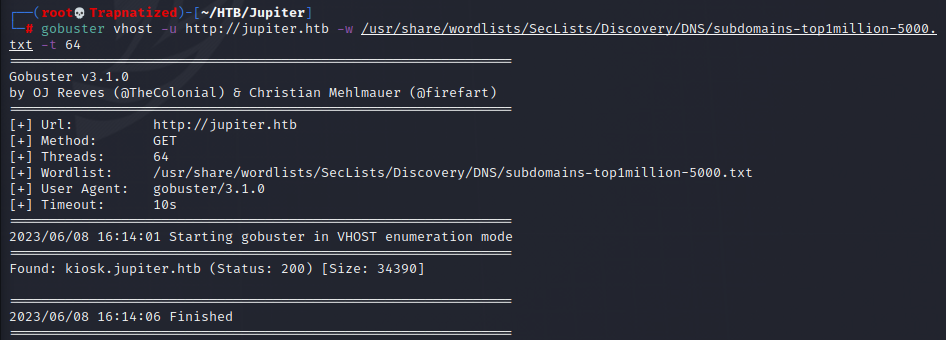 ┌──(root💀Trapnatized)-[~/HTB/Jupiter]
└─# gobuster vhost -u http://jupiter.htb -w /usr/share/wordlists/SecLists/Discovery/DNS/subdomains-top1million-5000.
txt -t 64
===============================================================
Gobuster v3.1.0
by OJ Reeves (@TheColonial) & Christian Mehlmauer (@firefart)
===============================================================
[+] Url:          http://jupiter.htb
[+] Method:       GET
[+] Threads:      64
[+] Wordlist:     /usr/share/wordlists/SecLists/Discovery/DNS/subdomains-top1million-5000.txt
[+] User Agent:   gobuster/3.1.0
[+] Timeout:      10s
===============================================================
2023/06/08 16:14:01 Starting gobuster in VHOST enumeration mode
===============================================================
Found: kiosk.jupiter.htb (Status: 200) [Size: 34390]
===============================================================
2023/06/08 16:14:06 Finished
===============================================================